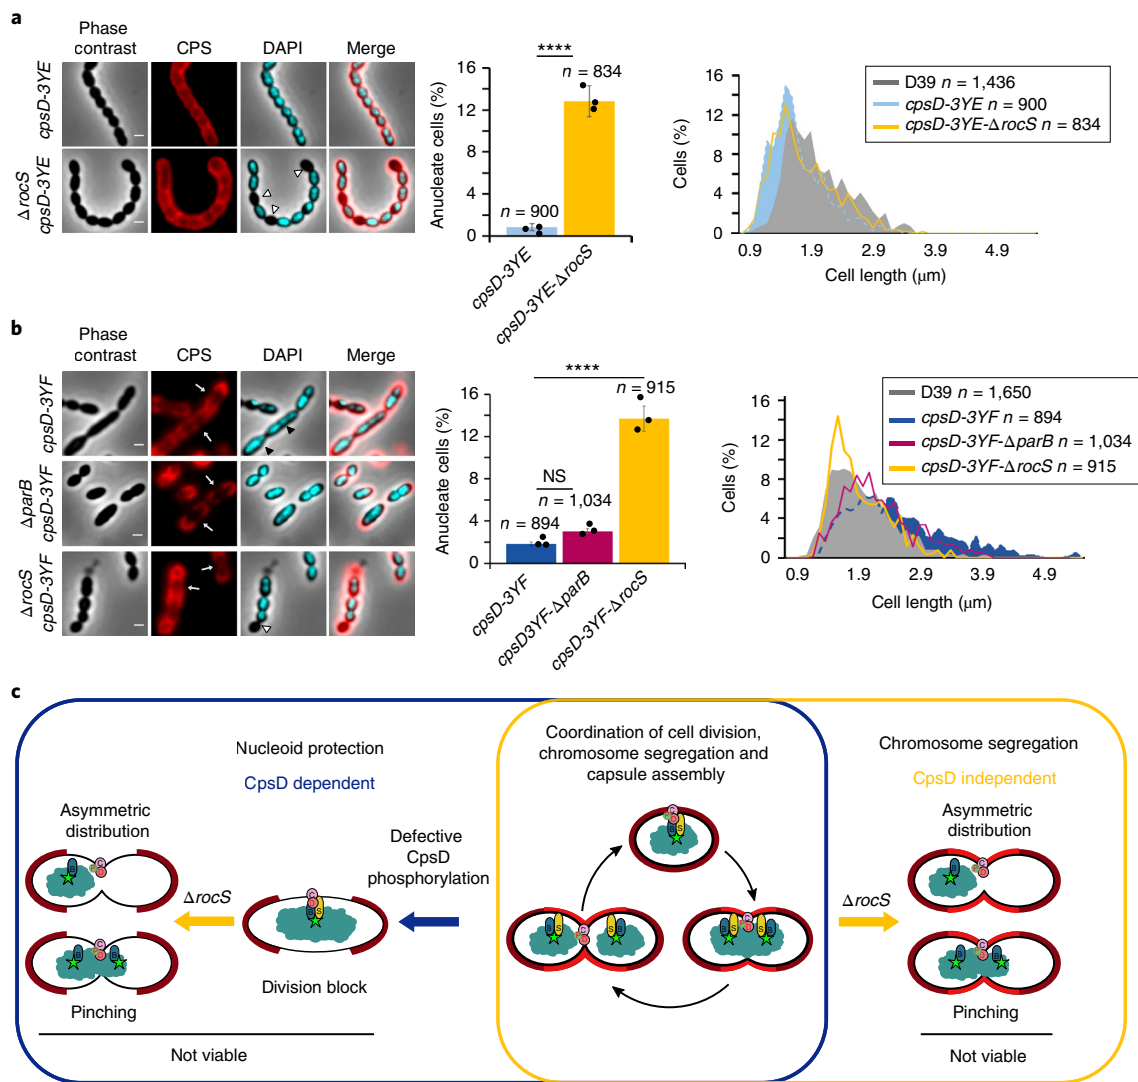 a
Phase contrast
CPS
DAPI
Merge
cpsD-3YE
ΔrocS cpsD-3YE
Anucleate cells (%)
16
12
8
4
0
****
n = 834
n = 900
cpsD-3YE
cpsD-3YE-ΔrocS
Cells (%)
16
12
8
4
0
0.9 1.9 2.9 3.9 4.9
Cell length (μm)
D39 n = 1,436
cpsD-3YE n = 900
cpsD-3YE-ΔrocS n = 834
b
Phase contrast
CPS
DAPI
Merge
cpsD-3YF
ΔparB cpsD-3YF
ΔrocS cpsD-3YF
Anucleate cells (%)
16
12
8
4
0
****
n = 915
NS
n = 1,034
n = 894
cpsD-3YF
cpsD3YF-ΔparB
cpsD-3YF-ΔrocS
Cells (%)
16
12
8
4
0
0.9 1.9 2.9 3.9 4.9
Cell length (μm)
D39 n = 1,650
cpsD-3YF n = 894
cpsD-3YF-ΔparB n = 1,034
cpsD-3YF-ΔrocS n = 915
c
Nucleoid protection
CpsD dependent
Asymmetric
distribution
ΔrocS
Pinching
Division block
Not viable
Defective
CpsD
phosphorylation
Coordination of cell division,
chromosome segregation and
capsule assembly
Chromosome segregation
CpsD independent
Asymmetric
distribution
ΔrocS
Pinching
Not viable